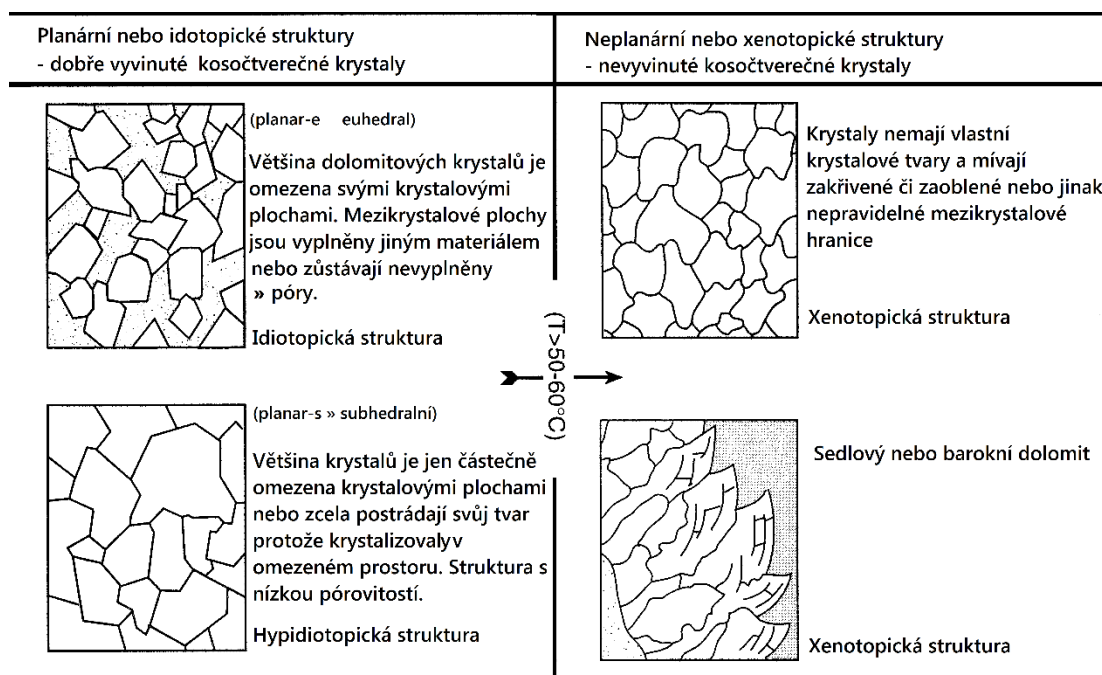 Planární nebo idotopické struktury
- dobře vyvinuté kosočtverečné krystaly
(planar-e euhedral)
Většina dolomitových krystalů je
omezena svými krystalovými
plochami. Mezikrystalové plochy
jsou vyplněny jiným materiálem
nebo zůstávají nevyplněny
» póry.
Idiotopická struktura
(planar-s » subhedralní)
Většina krystalů je jen částečně
omezena krystalovými plochami
nebo zcela postrádají svůj tvar
protože krystalizovaly v
omezeném prostoru. Struktura s
nízkou pórovitostí.
Hypidiotopická struktura
(T>50-60°C)
Neplanární nebo xenotopické struktury
- nevyvinuté kosočtverečné krystaly
Krystaly nemají vlastní
krystalové tvary a mívají
zakřivené či zaoblené nebo jinak
nepravidelné mezikrystalové
hranice
Xenotopická struktura
Sedlový nebo barokní dolomit
Xenotopická struktura